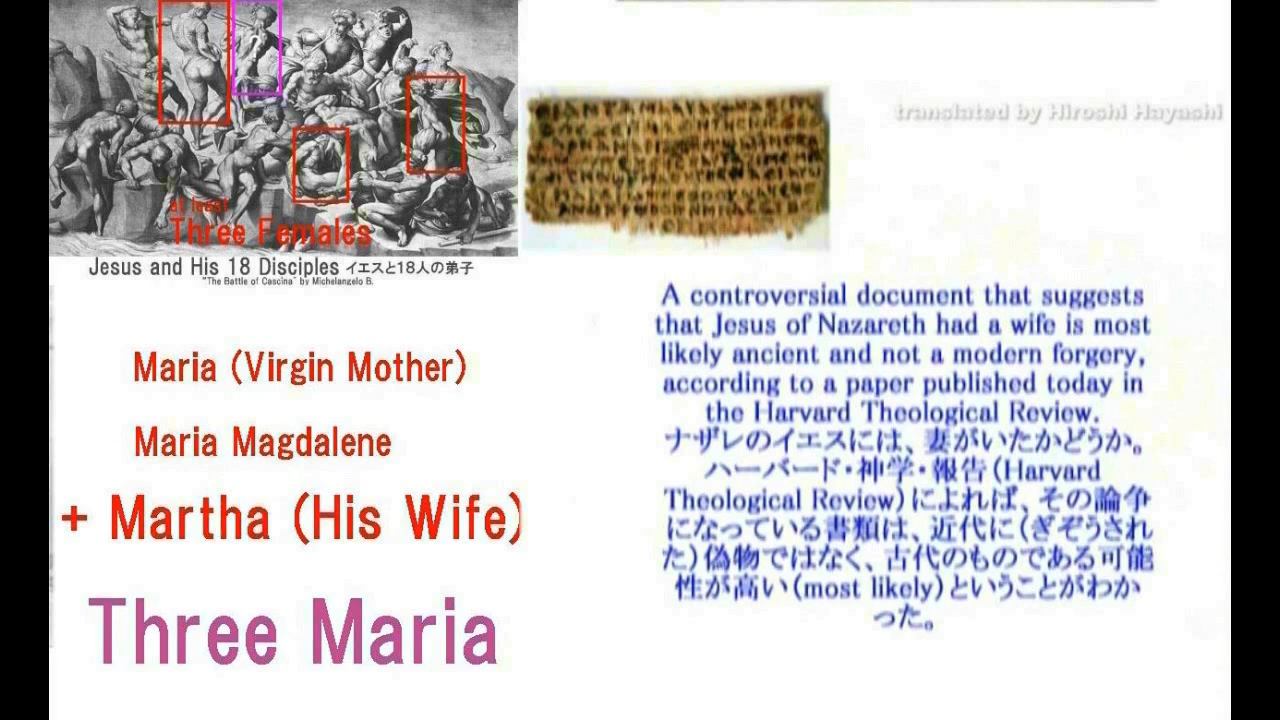 at least
Three Females
Jesus and His 18 Disciples イエスと18人の弟子
"The Battle of Cascina" by Michelangelo B.
Maria (Virgin Mother)
Maria Magdalene
+ Martha (His Wife)
Three Maria
translated by Hiroshi Hayashi
A controversial document that suggests
that Jesus of Nazareth had a wife is most
likely ancient and not a modern forgery,
according to a paper published today in
the Harvard Theological Review.
ナザレのイエスには、妻がいたかどうか。
ハーバード・神学・報告(Harvard
Theological Review)によれば、その論争
になっている書類は、近代に(ぎぞうされ
た)偽物ではなく、古代のものである可能
性が高い(most likely)ということがわか
った。